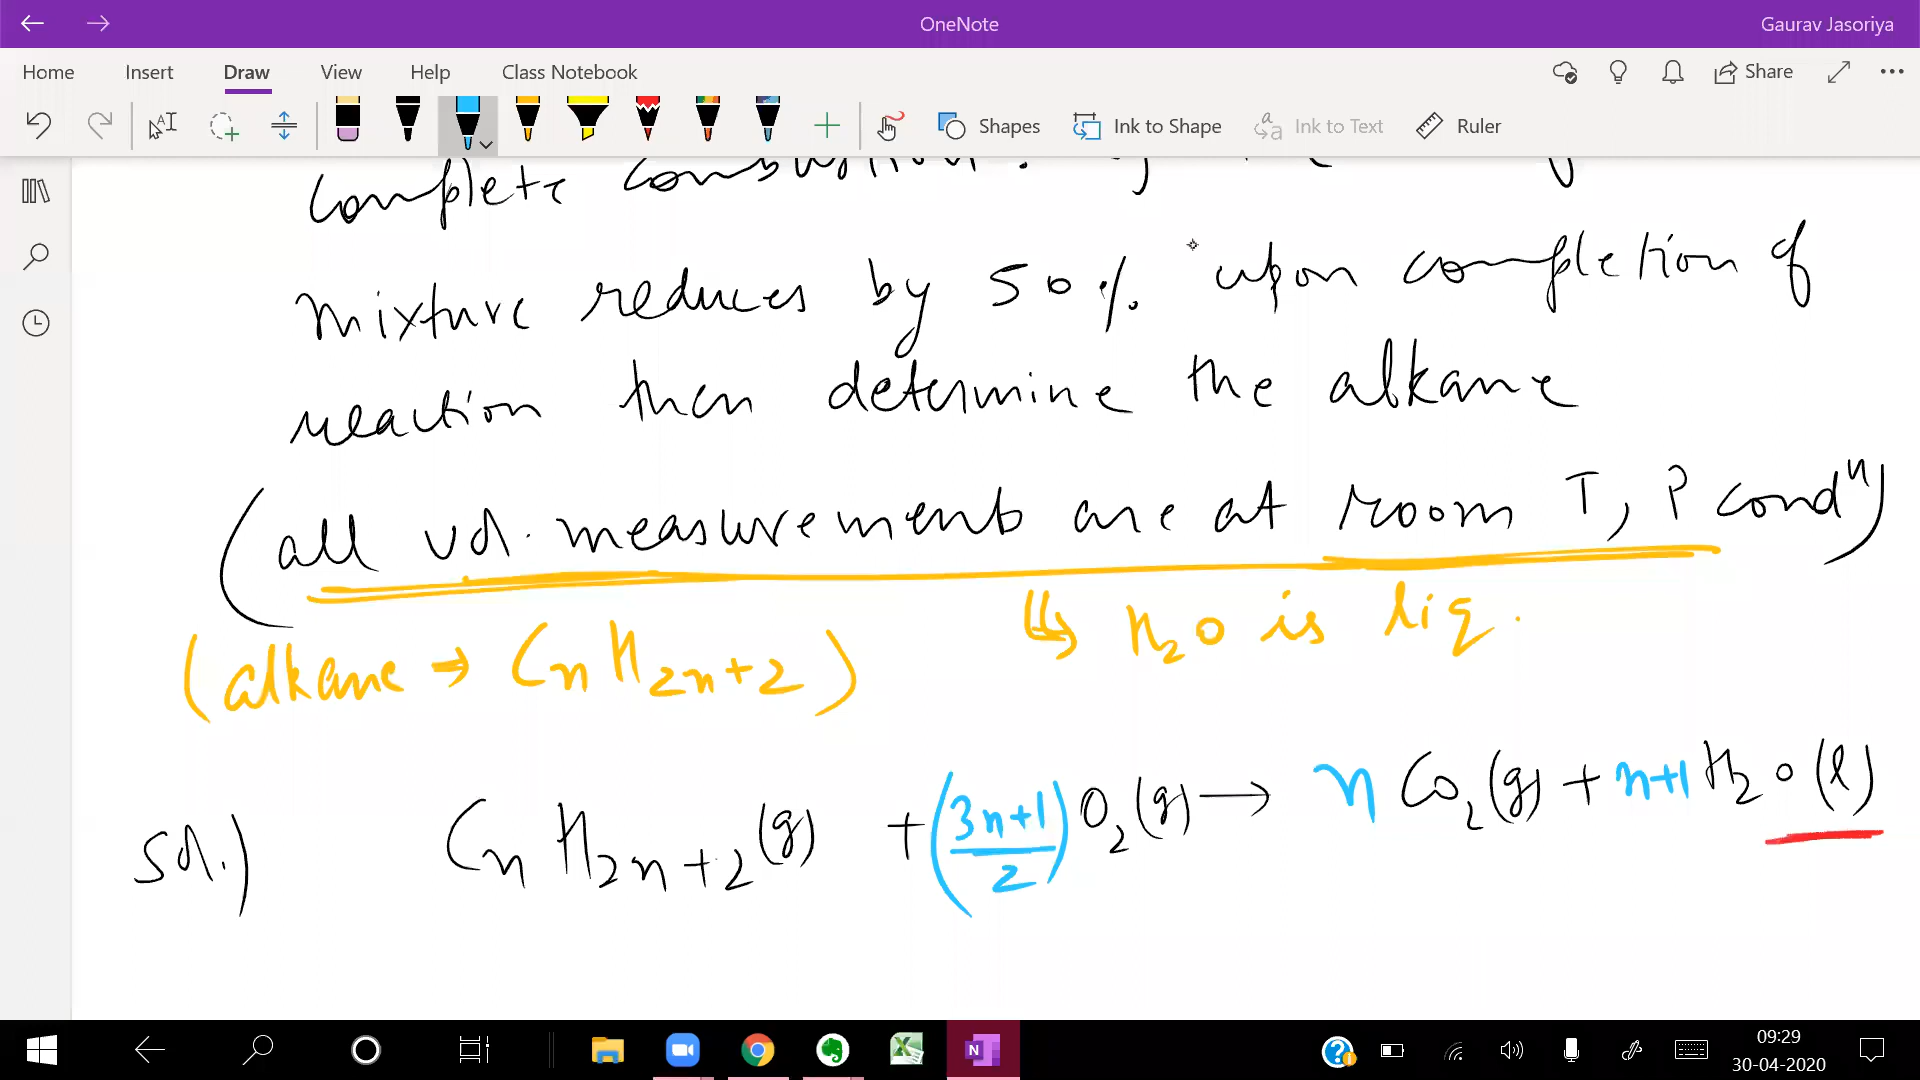 OneNote
Gaurav Jasoriya
Home Insert Draw View Help Class Notebook Share
Shapes Ink to Shape Ink to Text Ruler
complete combustion.
mixture reduces by 50% upon completion of
reaction then determine the alkane
(all vol. measurements are at room T, P condⁿ)
↳ H₂O is liq.
(alkane → CₙH₂ₙ₊₂)
Sol.) CₙH₂ₙ₊₂(g) + (3n+1/2) O₂(g) → n CO₂(g) + n+1 H₂O(l)
09:29
30-04-2020